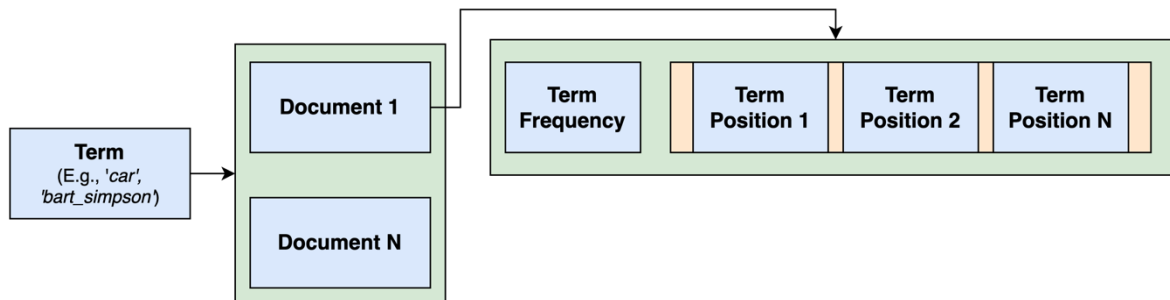 Term
(E.g., 'car',
'bart_simpson')
Document 1
Document N
Term
Frequency
Term
Position 1
Term
Position 2
Term
Position N